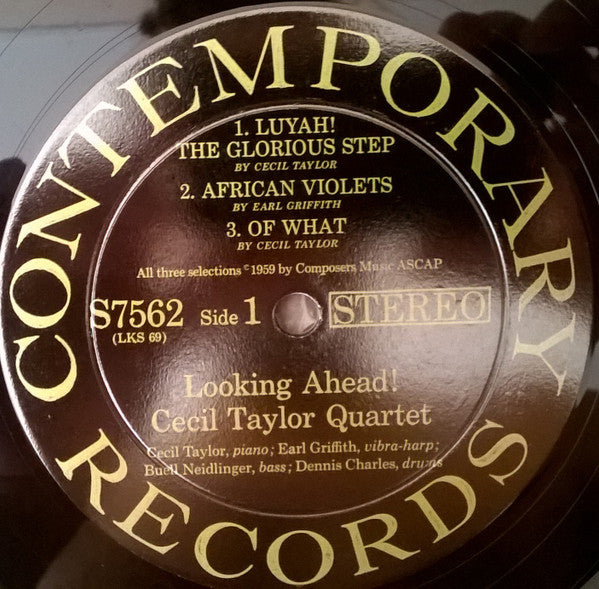 CONTEMPORARY
1. LUYAH!
THE GLORIOUS STEP
BY CECIL TAYLOR
2. AFRICAN VIOLETS
BY EARL GRIFFITH
3. OF WHAT
BY CECIL TAYLOR
All three selections © 1959 by Composers Music ASCAP
S7562 Side 1 STEREO
(LKS 69)
Looking Ahead!
Cecil Taylor Quartet
Cecil Taylor, piano; Earl Griffith, vibra-harp;
Buell Neidlinger, bass; Dennis Charles, drums
RECORDS